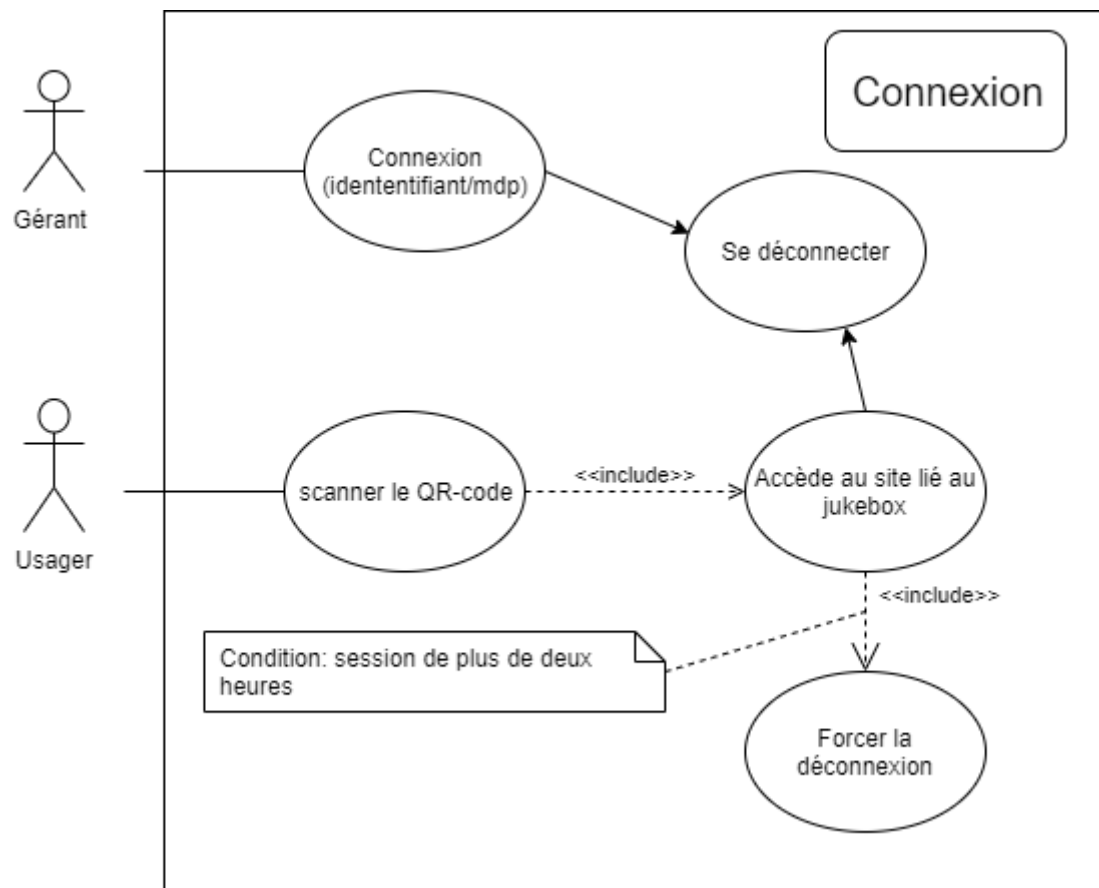 Connexion
Gérant
Connexion
(idententifiant/mdp)
Se déconnecter
Usager
scanner le QR-code
<<include>>
Accède au site lié au
jukebox
<<include>>
Condition: session de plus de deux
heures
Forcer la
déconnexion